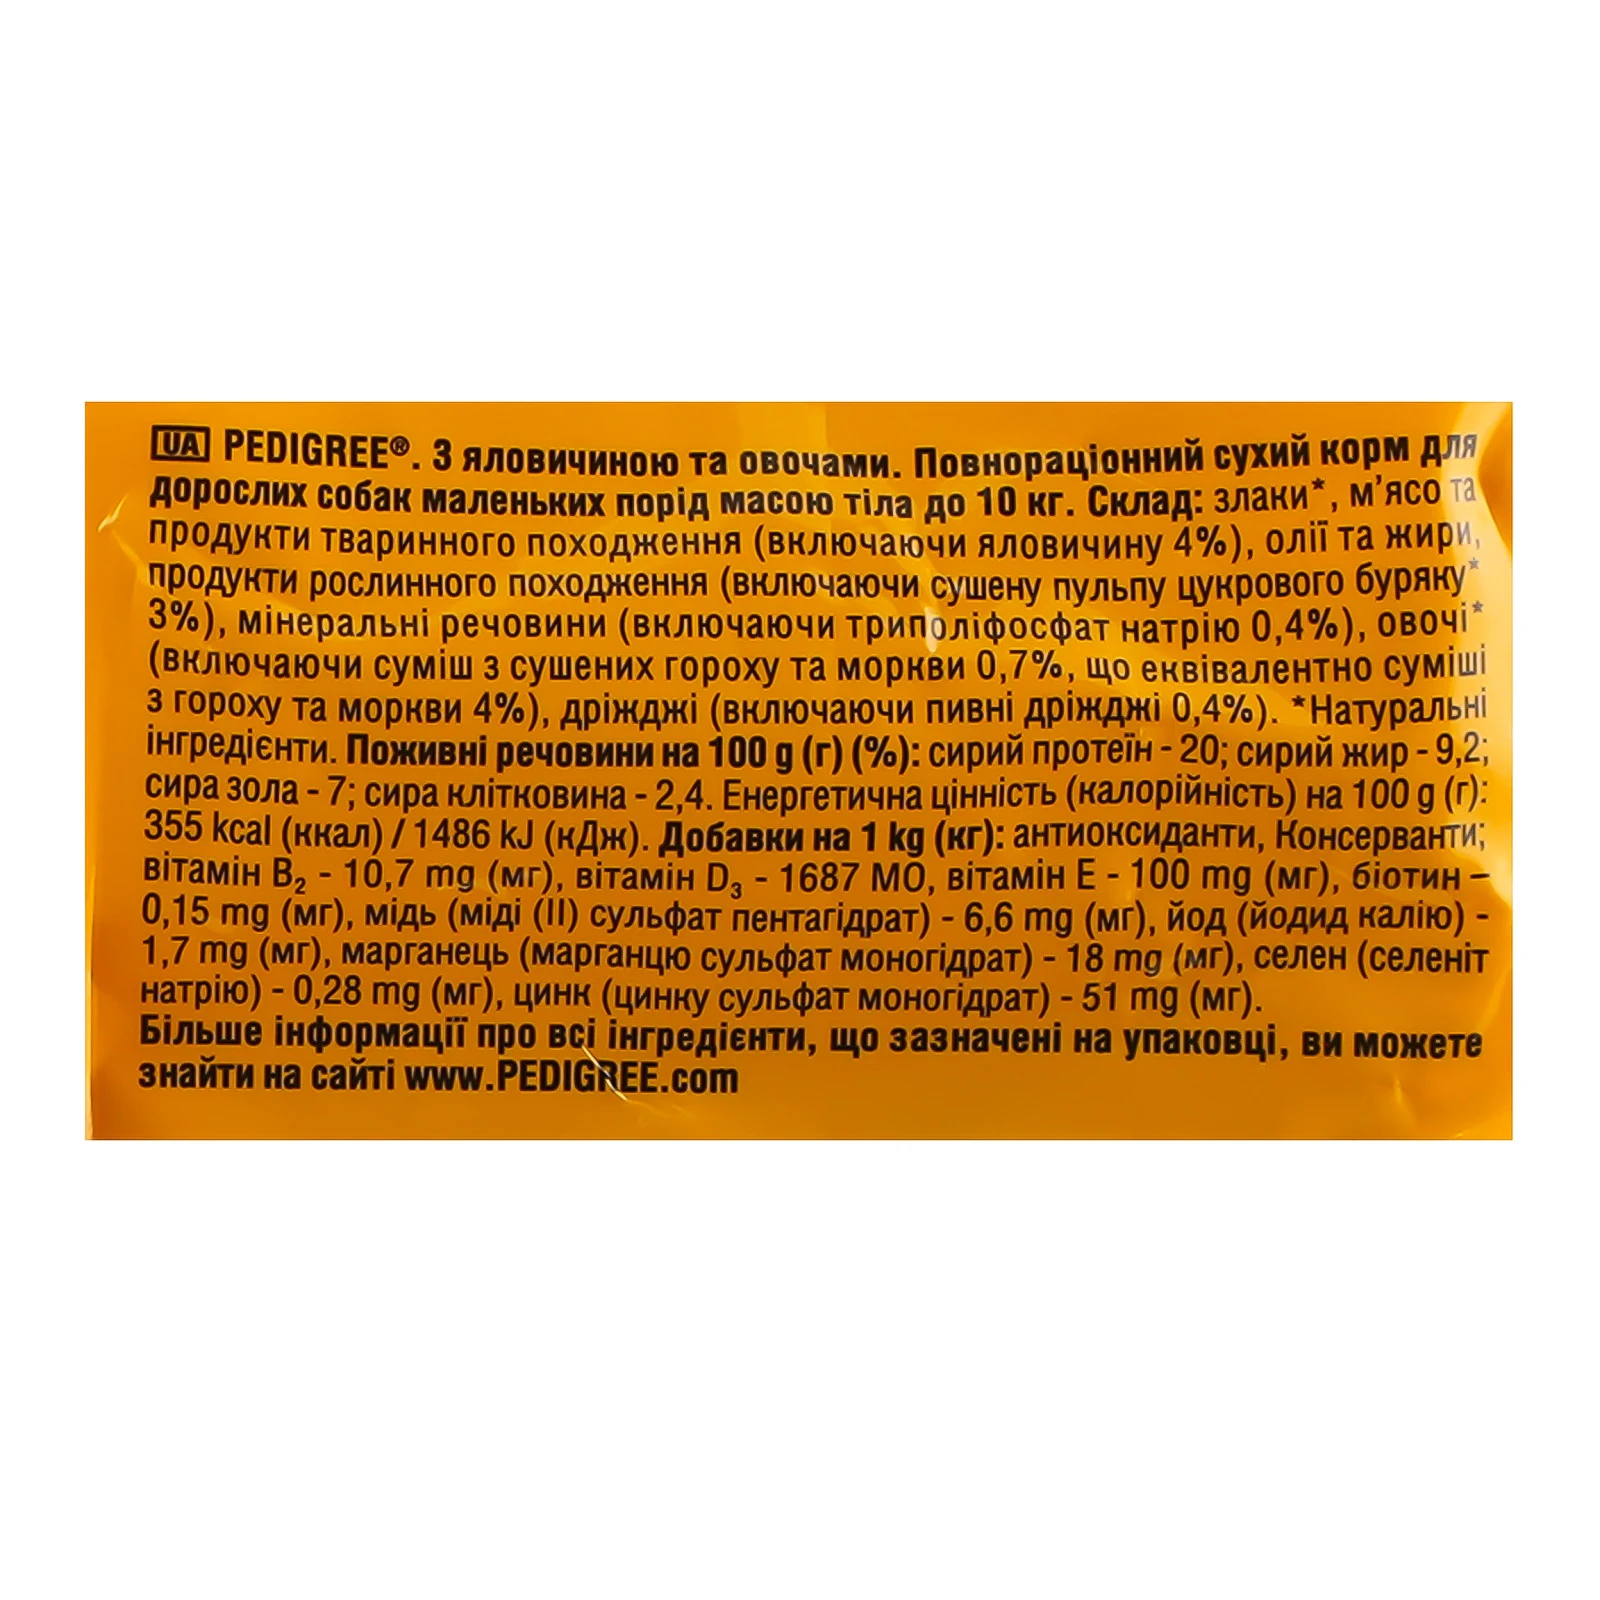 UA PEDIGREE®. З яловичиною та овочами. Повнораціонний сухий корм для
дорослих собак маленьких порід масою тіла до 10 кг. Склад: злаки*, м'ясо та
продукти тваринного походження (включаючи яловичину 4%), олії та жири,
продукти рослинного походження (включаючи сушену пульпу цукрового буряку*
3%), мінеральні речовини (включаючи триполіфосфат натрію 0,4%), овочі*
(включаючи суміш з сушених гороху та моркви 0,7%, що еквівалентно суміші
з гороху та моркви 4%), дріжджі (включаючи пивні дріжджі 0,4%). *Натуральні
інгредієнти. Поживні речовини на 100 g (г) (%): сирий протеїн - 20; сирий жир - 9,2;
сира зола - 7; сира клітковина - 2,4. Енергетична цінність (калорійність) на 100 g (г):
355 kcal (ккал) / 1486 kJ (кДж). Добавки на 1 kg (кг): антиоксиданти, Консерванти;
вітамін B₂ - 10,7 mg (мг), вітамін D₃ - 1687 МО, вітамін Е - 100 mg (мг), біотин –
0,15 mg (мг), мідь (міді (II) сульфат пентагідрат) - 6,6 mg (мг), йод (йодид калію) -
1,7 mg (мг), марганець (марганцю сульфат моногідрат) - 18 mg (мг), селен (селеніт
натрію) - 0,28 mg (мг), цинк (цинку сульфат моногідрат) - 51 mg (мг).
Більше інформації про всі інгредієнти, що зазначені на упаковці, ви можете
знайти на сайті www.PEDIGREE.com